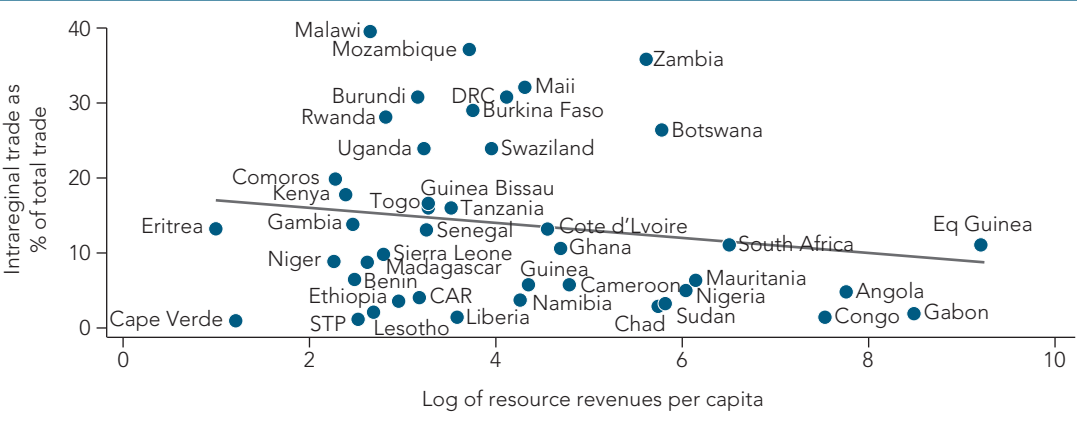 Intraregional trade as
% of total trade
40
30
20
10
0
Malawi
Mozambique
Zambia
Maii
Burundi
DRC
Burkina Faso
Rwanda
Botswana
Uganda
Swaziland
Comoros
Kenya
Guinea Bissau
Togo
Tanzania
Eritrea
Gambia
Senegal
Cote d’Lvoire
Eq Guinea
Ghana
South Africa
Niger
Sierra Leone
Madagascar
Benin
Guinea
Cameroon
Mauritania
Ethiopia
CAR
Namibia
Nigeria
Angola
Cape Verde
STP
Lesotho
Liberia
Chad
Sudan
Congo
Gabon
0
2
4
6
8
10
Log of resource revenues per capita